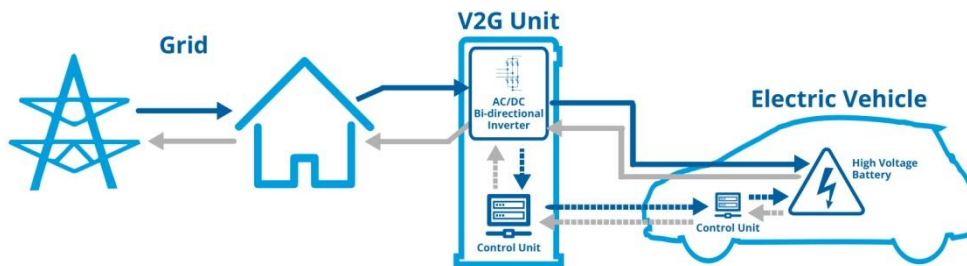 V2G Unit
Grid
AC/DC
Bi-directional
Inverter
Electric Vehicle
High Voltage
Battery
Control Unit
Control Unit